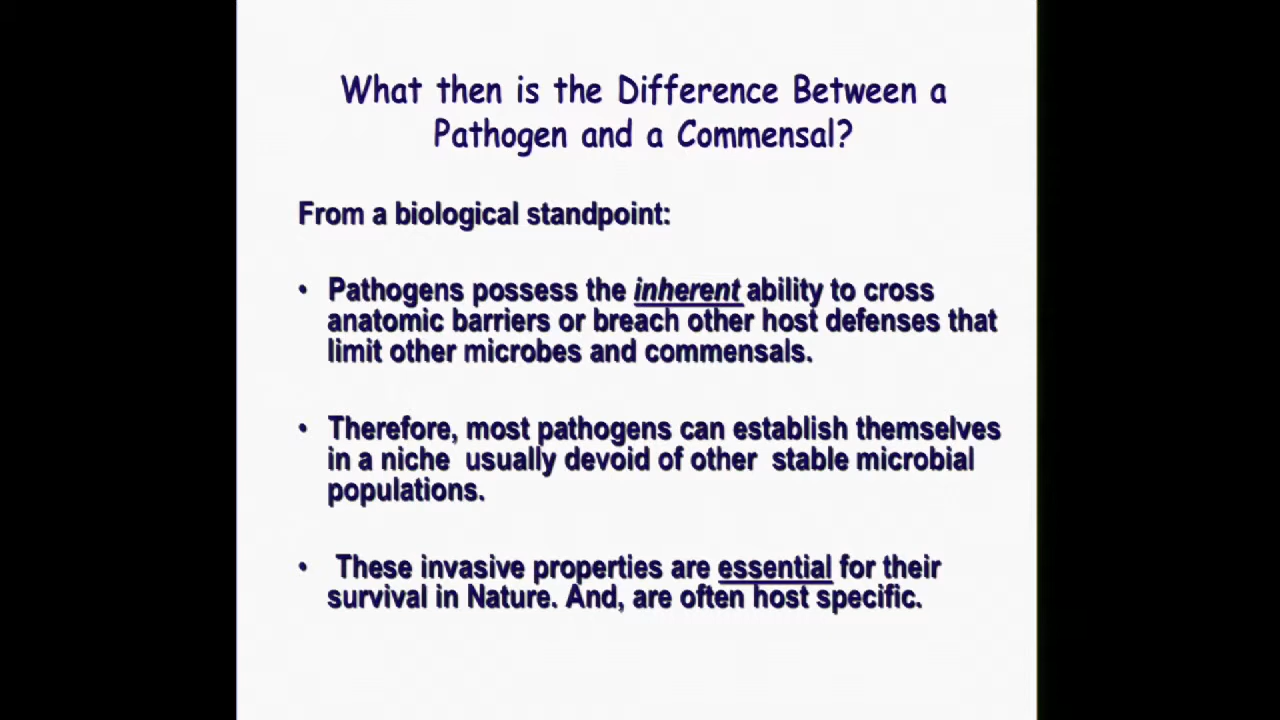 What then is the Difference Between a
Pathogen and a Commensal?
From a biological standpoint:
• Pathogens possess the inherent ability to cross
anatomic barriers or breach other host defenses that
limit other microbes and commensals.
• Therefore, most pathogens can establish themselves
in a niche usually devoid of other stable microbial
populations.
• These invasive properties are essential for their
survival in Nature. And, are often host specific.